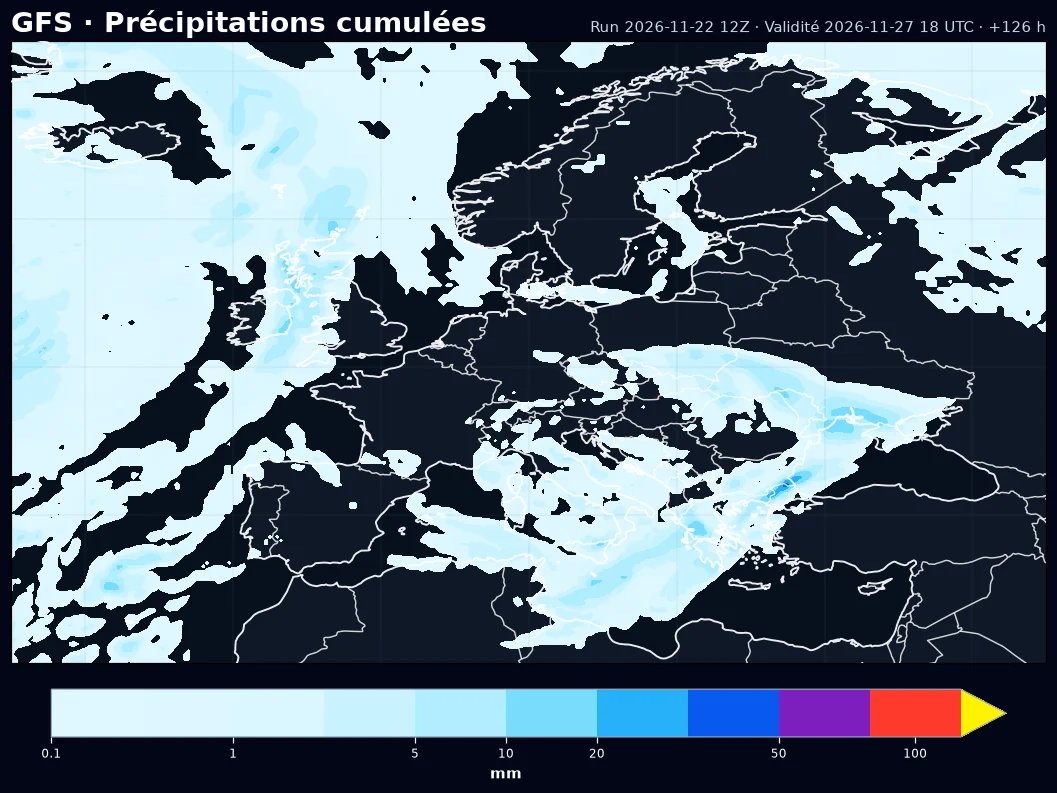 GFS · Précipitations cumulées
Run 2026-11-22 12Z · Validité 2026-11-27 18 UTC · +126 h
0.1 1 5 10 20 50 100
mm